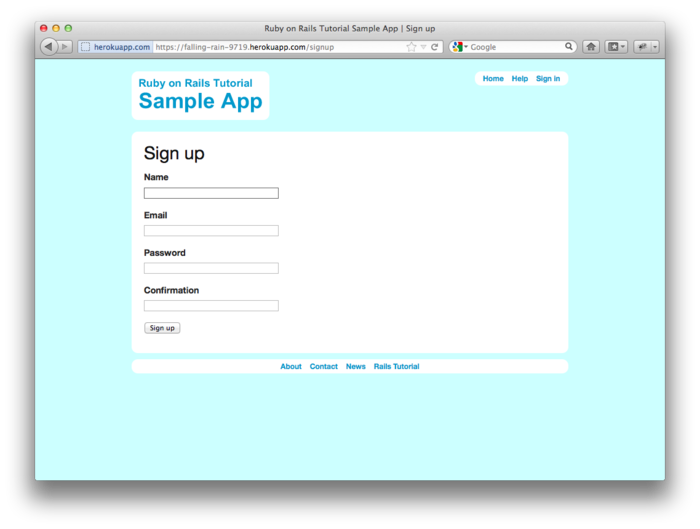 Ruby on Rails Tutorial Sample App | Sign up
herokuapp.com https://falling-rain-9719.herokuapp.com/signup Google
Ruby on Rails Tutorial
Sample App
Home Help Sign in
Sign up
Name
Email
Password
Confirmation
Sign up
About Contact News Rails Tutorial